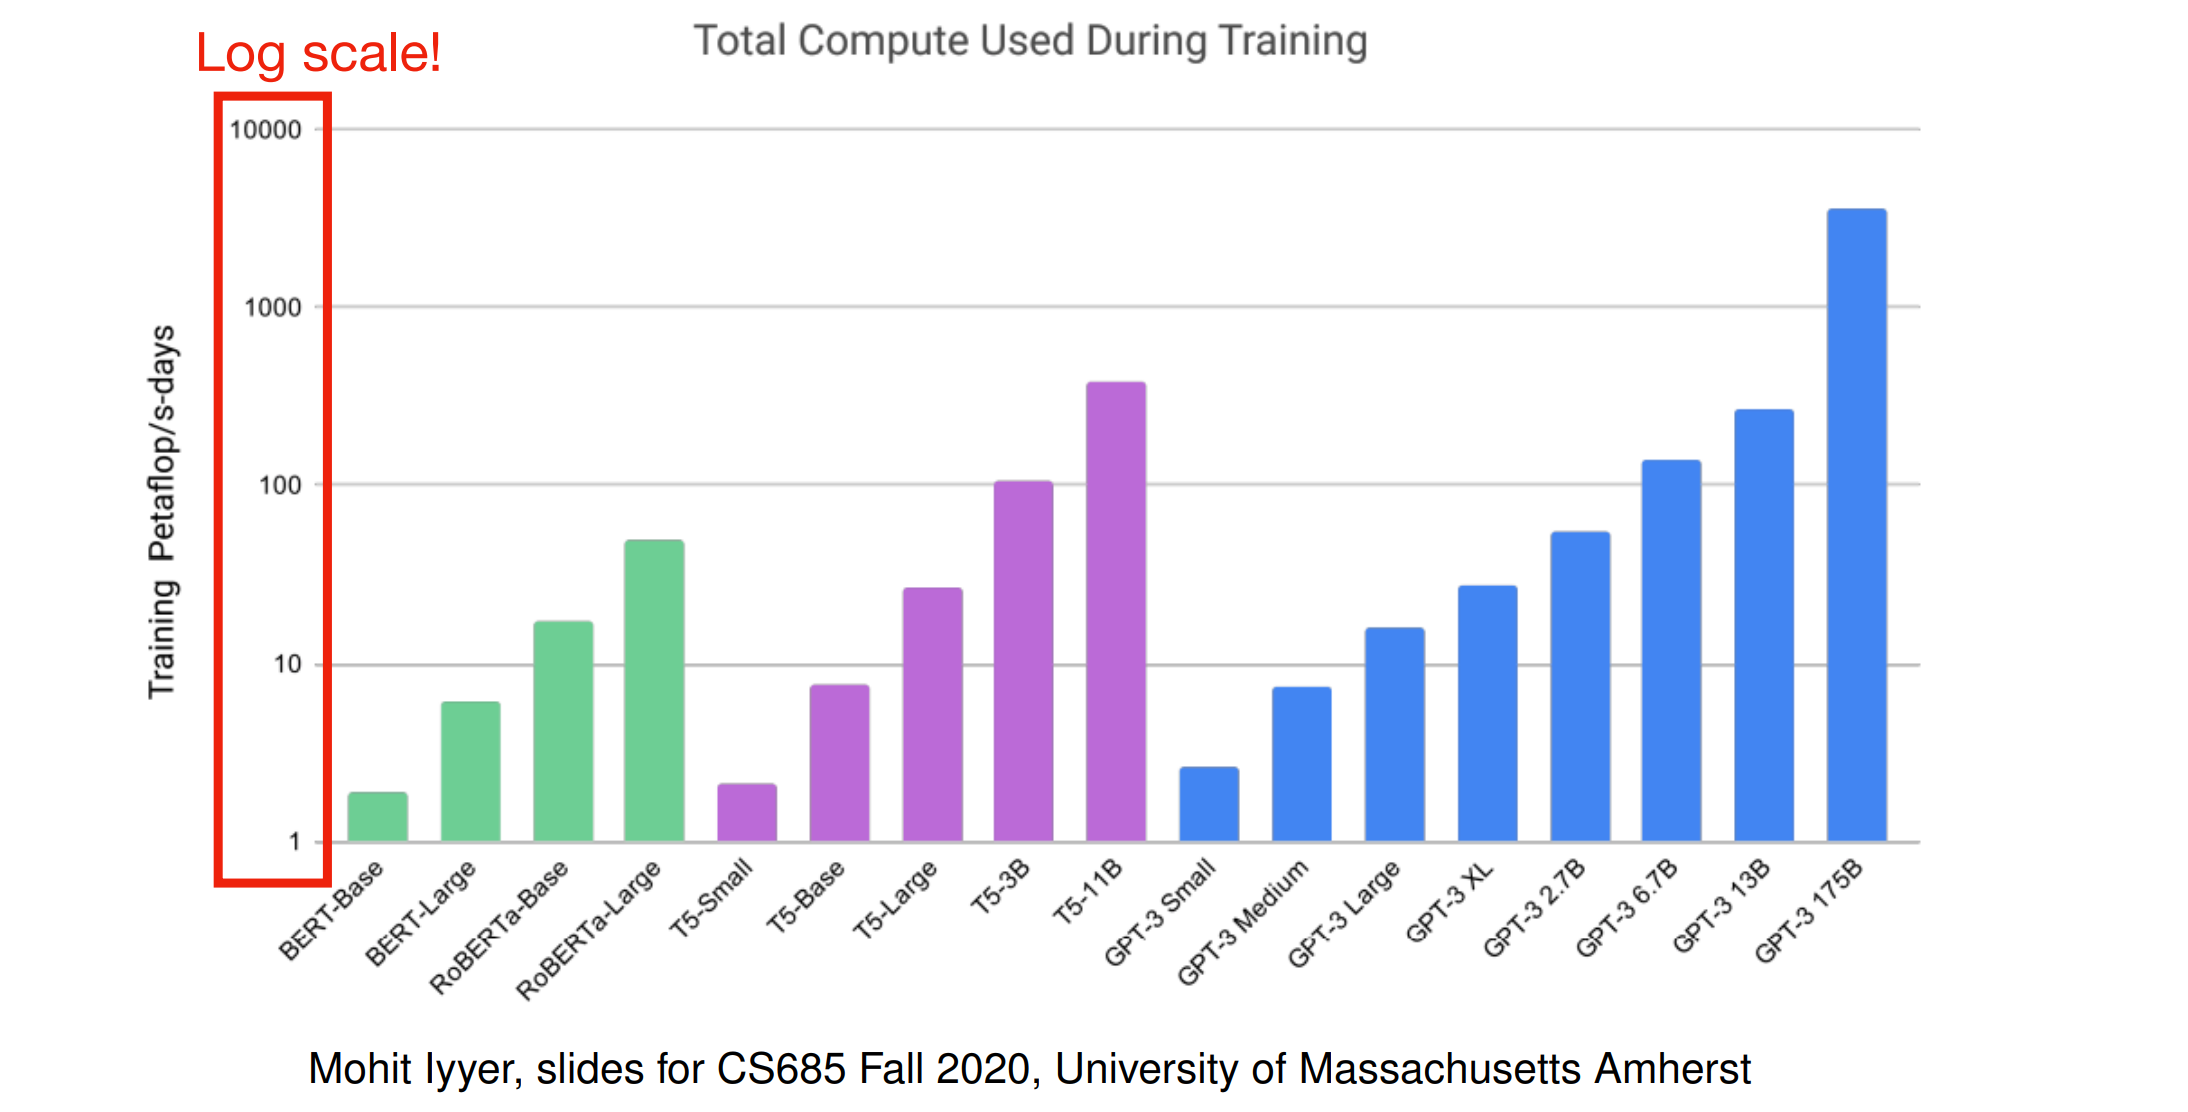 Log scale!
Total Compute Used During Training
Training Petaflop/s-days
10000
1000
100
10
1
BERT-Base
BERT-Large
RoBERTa-Base
RoBERTa-Large
T5-Small
T5-Base
T5-Large
T5-3B
T5-11B
GPT-3 Small
GPT-3 Medium
GPT-3 Large
GPT-3 XL
GPT-3 2.7B
GPT-3 6.7B
GPT-3 13B
GPT-3 175B
Mohit Iyyer, slides for CS685 Fall 2020, University of Massachusetts Amherst